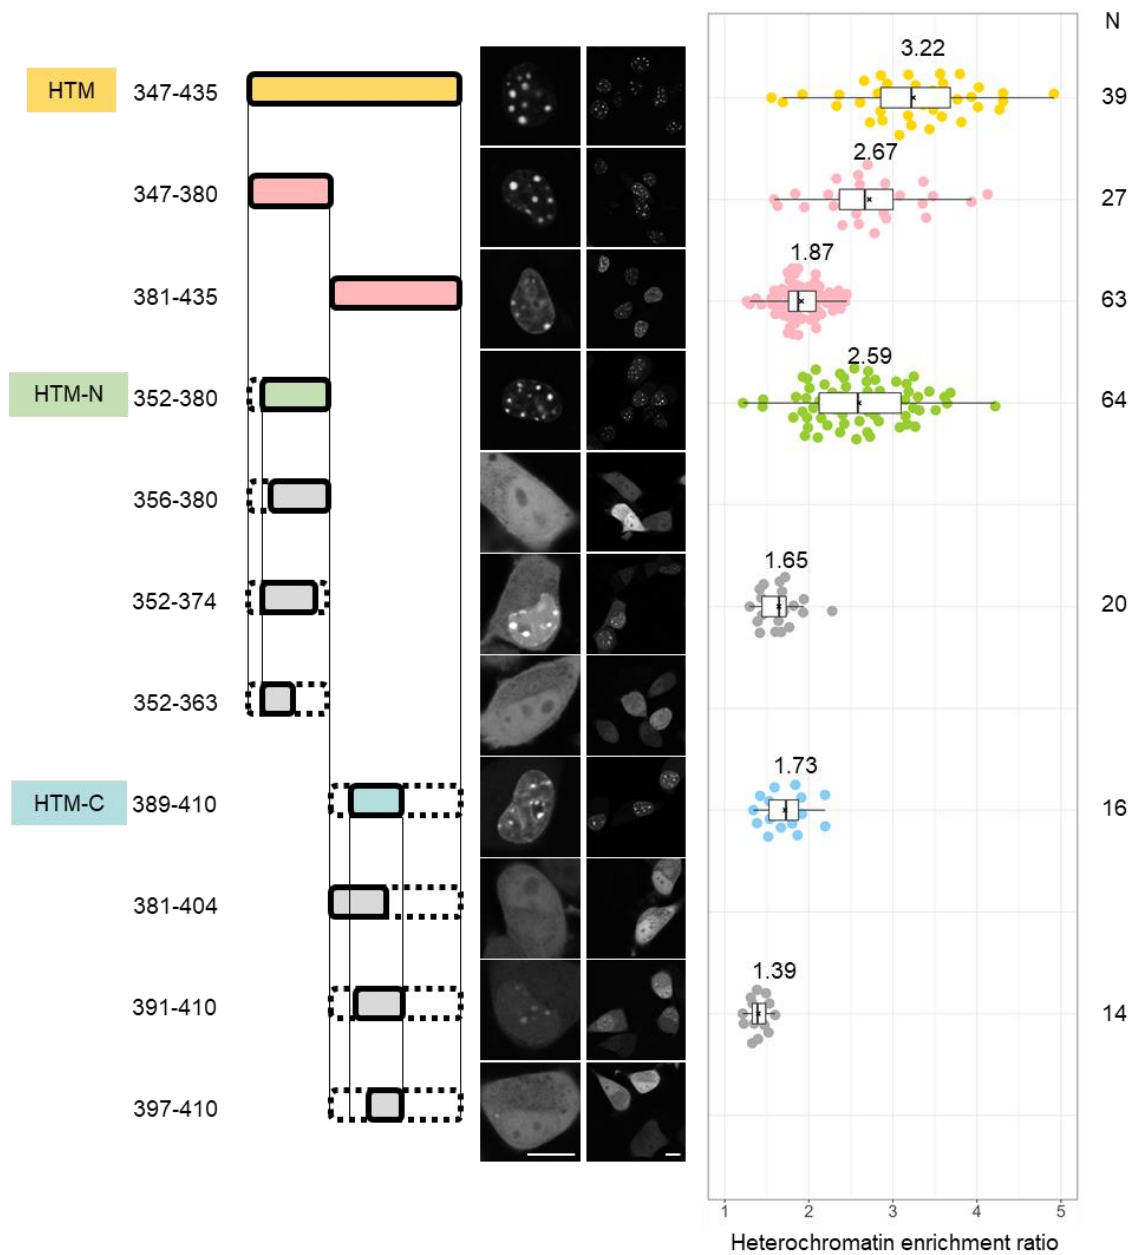 N
HTM 347-435 3.22 39
347-380 2.67 27
381-435 1.87 63
HTM-N 352-380 2.59 64
356-380
352-374 1.65 20
352-363
HTM-C 389-410 1.73 16
381-404
391-410 1.39 14
397-410
1 2 3 4 5
Heterochromatin enrichment ratio